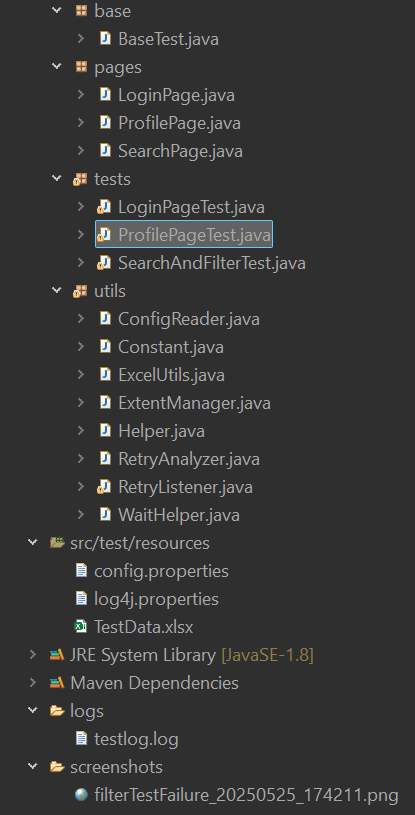 base
BaseTest.java
pages
LoginPage.java
ProfilePage.java
SearchPage.java
tests
LoginPageTest.java
ProfilePageTest.java
SearchAndFilterTest.java
utils
ConfigReader.java
Constant.java
ExcelUtils.java
ExtentManager.java
Helper.java
RetryAnalyzer.java
RetryListener.java
WaitHelper.java
src/test/resources
config.properties
log4j.properties
TestData.xlsx
JRE System Library [JavaSE-1.8]
Maven Dependencies
logs
testlog.log
screenshots
filterTestFailure_20250525_174211.png